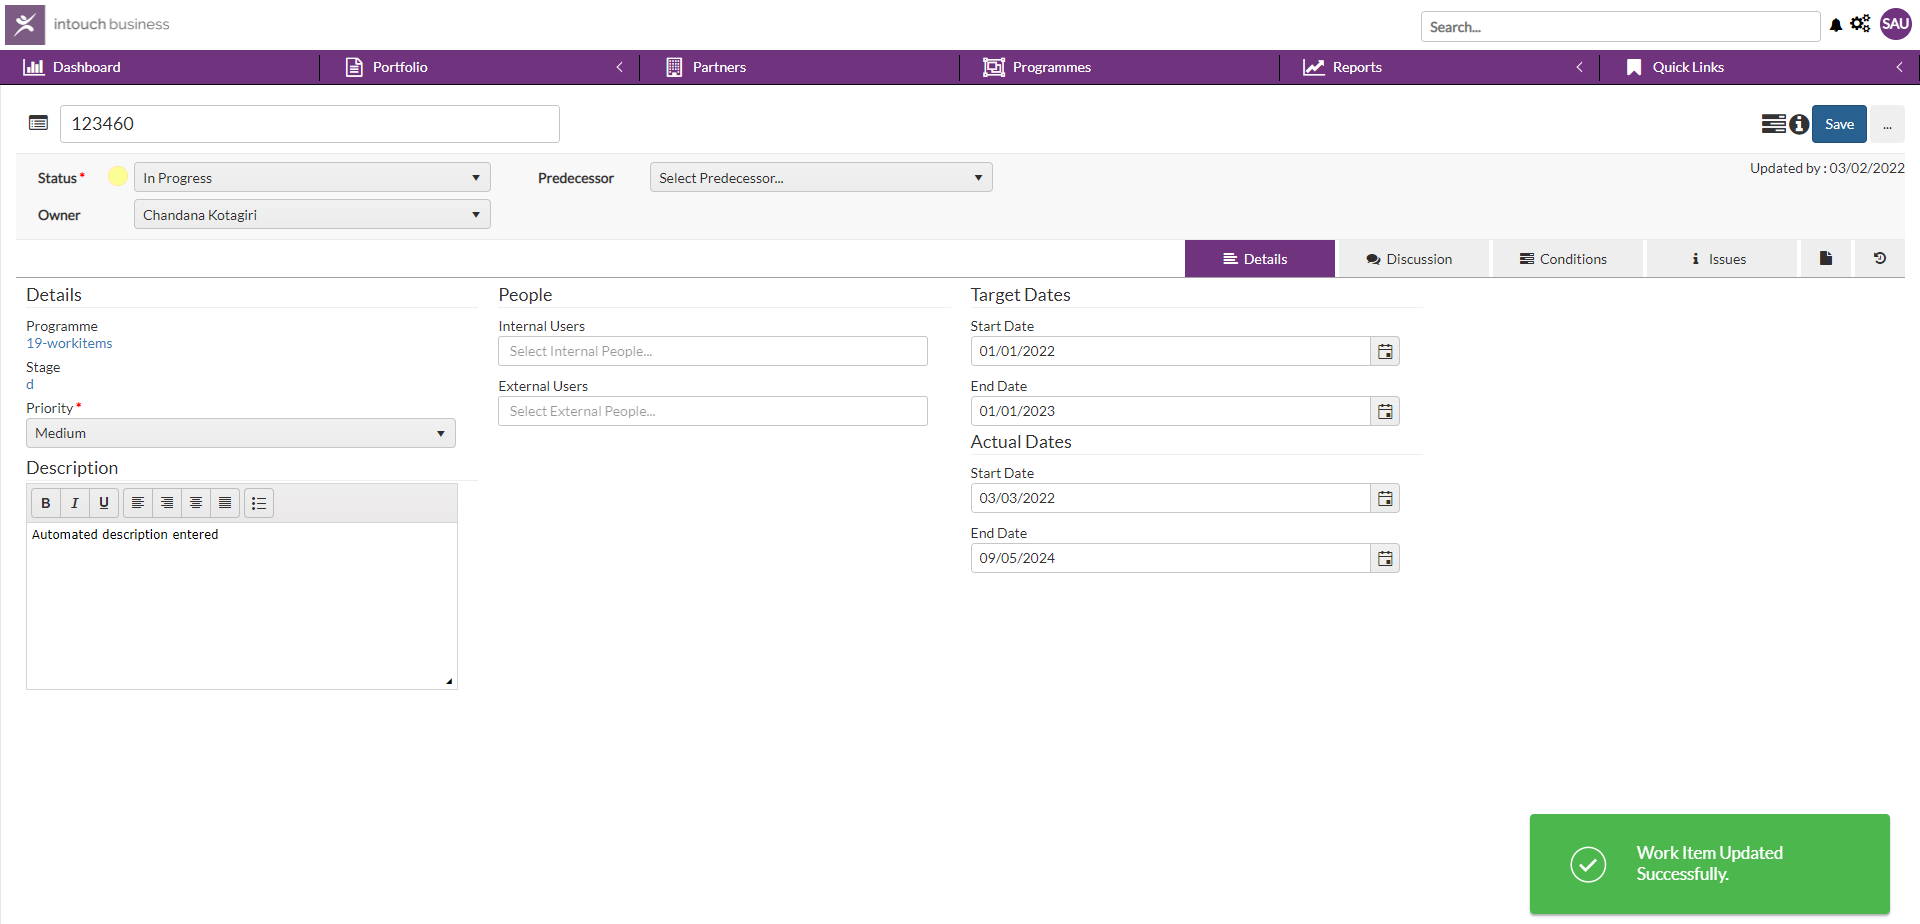 intouch business
Search...
SAU
Dashboard
Portfolio
Partners
Programmes
Reports
Quick Links
123460
Save
...
Status *
In Progress
Predecessor
Select Predecessor...
Updated by : 03/02/2022
Owner
Chandana Kotagiri
Details
Discussion
Conditions
Issues
Details
Programme
19-workitems
Stage
d
Priority *
Medium
Description
B I U
Automated description entered
People
Internal Users
Select Internal People...
External Users
Select External People...
Target Dates
Start Date
01/01/2022
End Date
01/01/2023
Actual Dates
Start Date
03/03/2022
End Date
09/05/2024
Work Item Updated
Successfully.